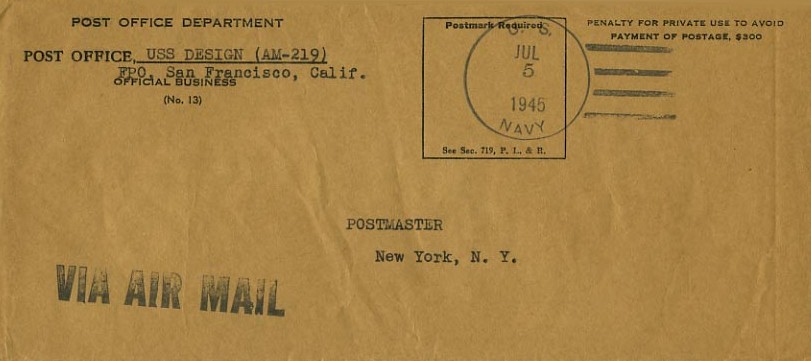 POST OFFICE DEPARTMENT
POST OFFICE, USS DESIGN (AM-219)
FPO, San Francisco, Calif.
OFFICIAL BUSINESS
(No. 13)
Postmark Required
See Sec. 719, P. L., & R.
U. S.
JUL
5
1945
NAVY
PENALTY FOR PRIVATE USE TO AVOID
PAYMENT OF POSTAGE, $300
POSTMASTER
New York, N. Y.
VIA AIR MAIL